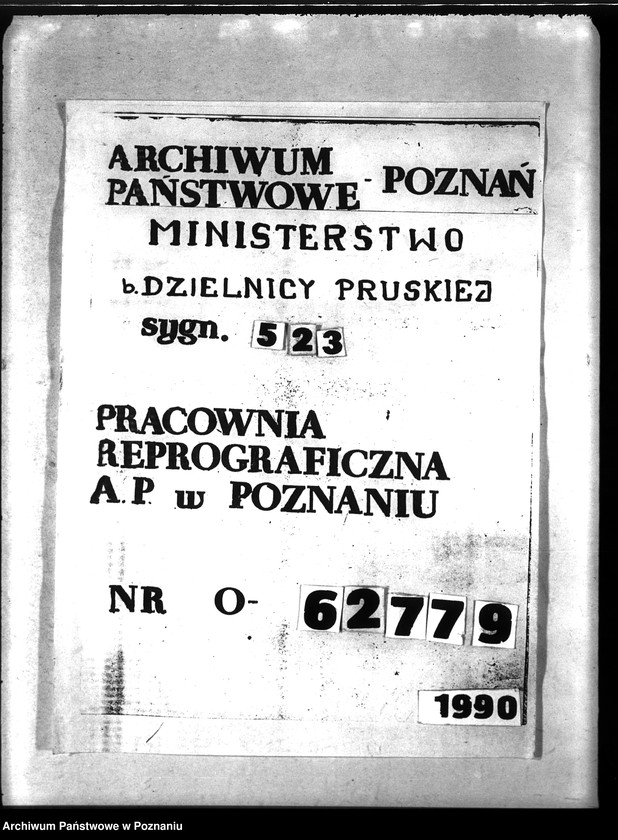 ARCHIWUM
PAŃSTWOWE - POZNAŃ
MINISTERSTWO
b. DZIELNICY PRUSKIEJ
sygn. 523
PRACOWNIA
REPROGRAFICZNA
A.P. w POZNANIU
NR O- 62779
1990
Archiwum Państwowe w Poznaniu